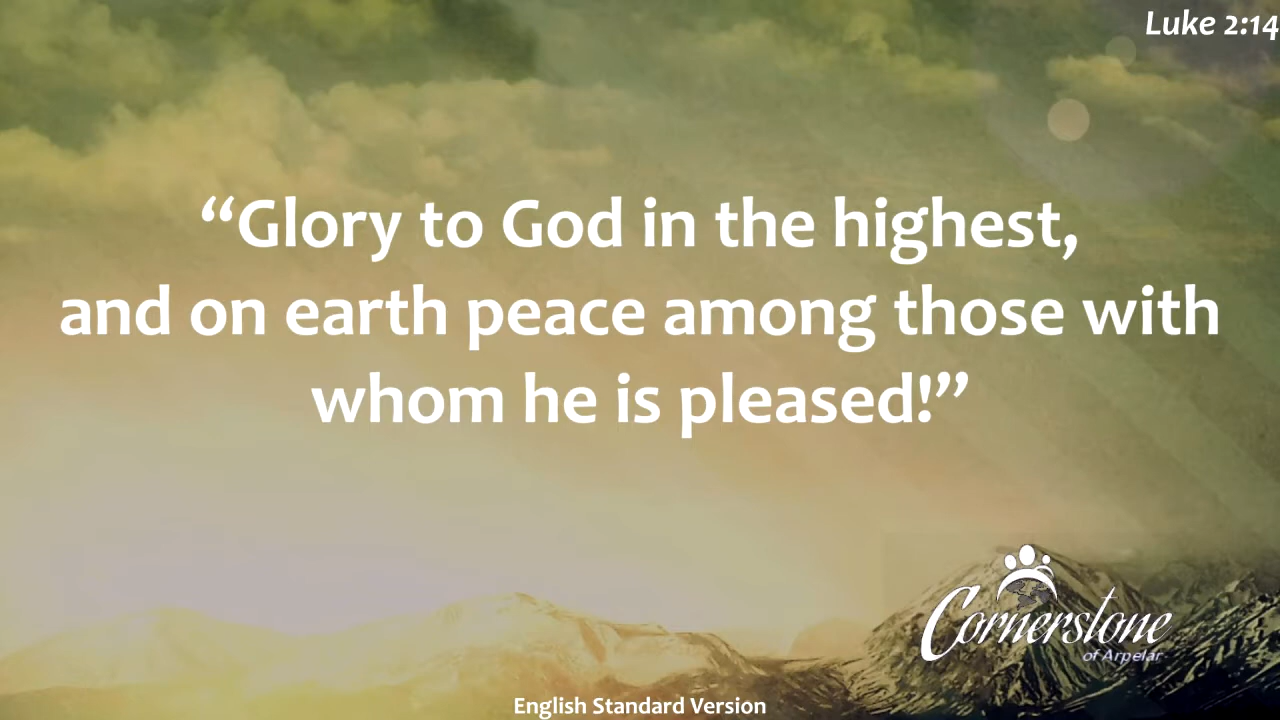 Luke 2:14
“Glory to God in the highest,
and on earth peace among those with
whom he is pleased!”
Cornerstone
of Arpelar
English Standard Version